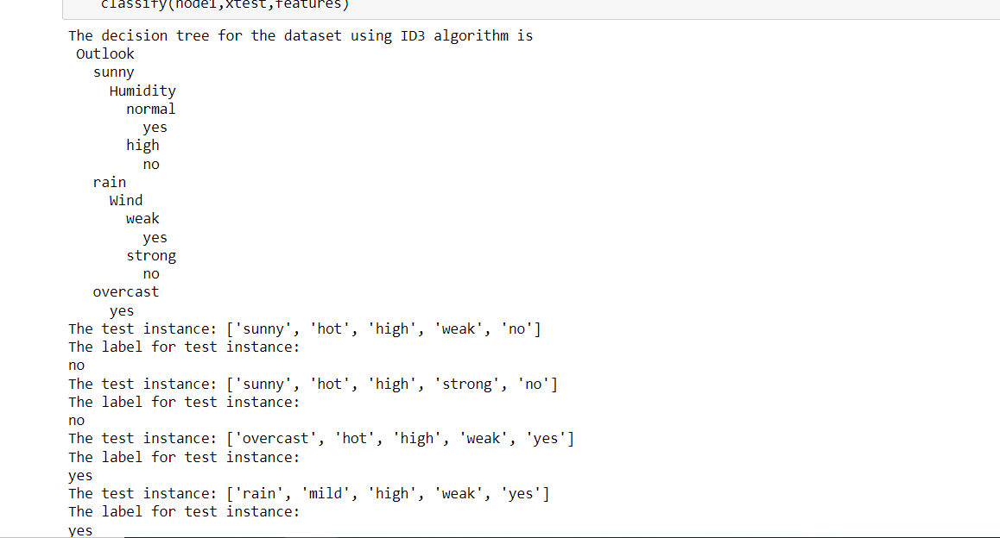 classify(node1,xtest,features)
The decision tree for the dataset using ID3 algorithm is
Outlook
sunny
Humidity
normal
yes
high
no
rain
Wind
weak
yes
strong
no
overcast
yes
The test instance: ['sunny', 'hot', 'high', 'weak', 'no']
The label for test instance:
no
The test instance: ['sunny', 'hot', 'high', 'strong', 'no']
The label for test instance:
no
The test instance: ['overcast', 'hot', 'high', 'weak', 'yes']
The label for test instance:
yes
The test instance: ['rain', 'mild', 'high', 'weak', 'yes']
The label for test instance:
yes